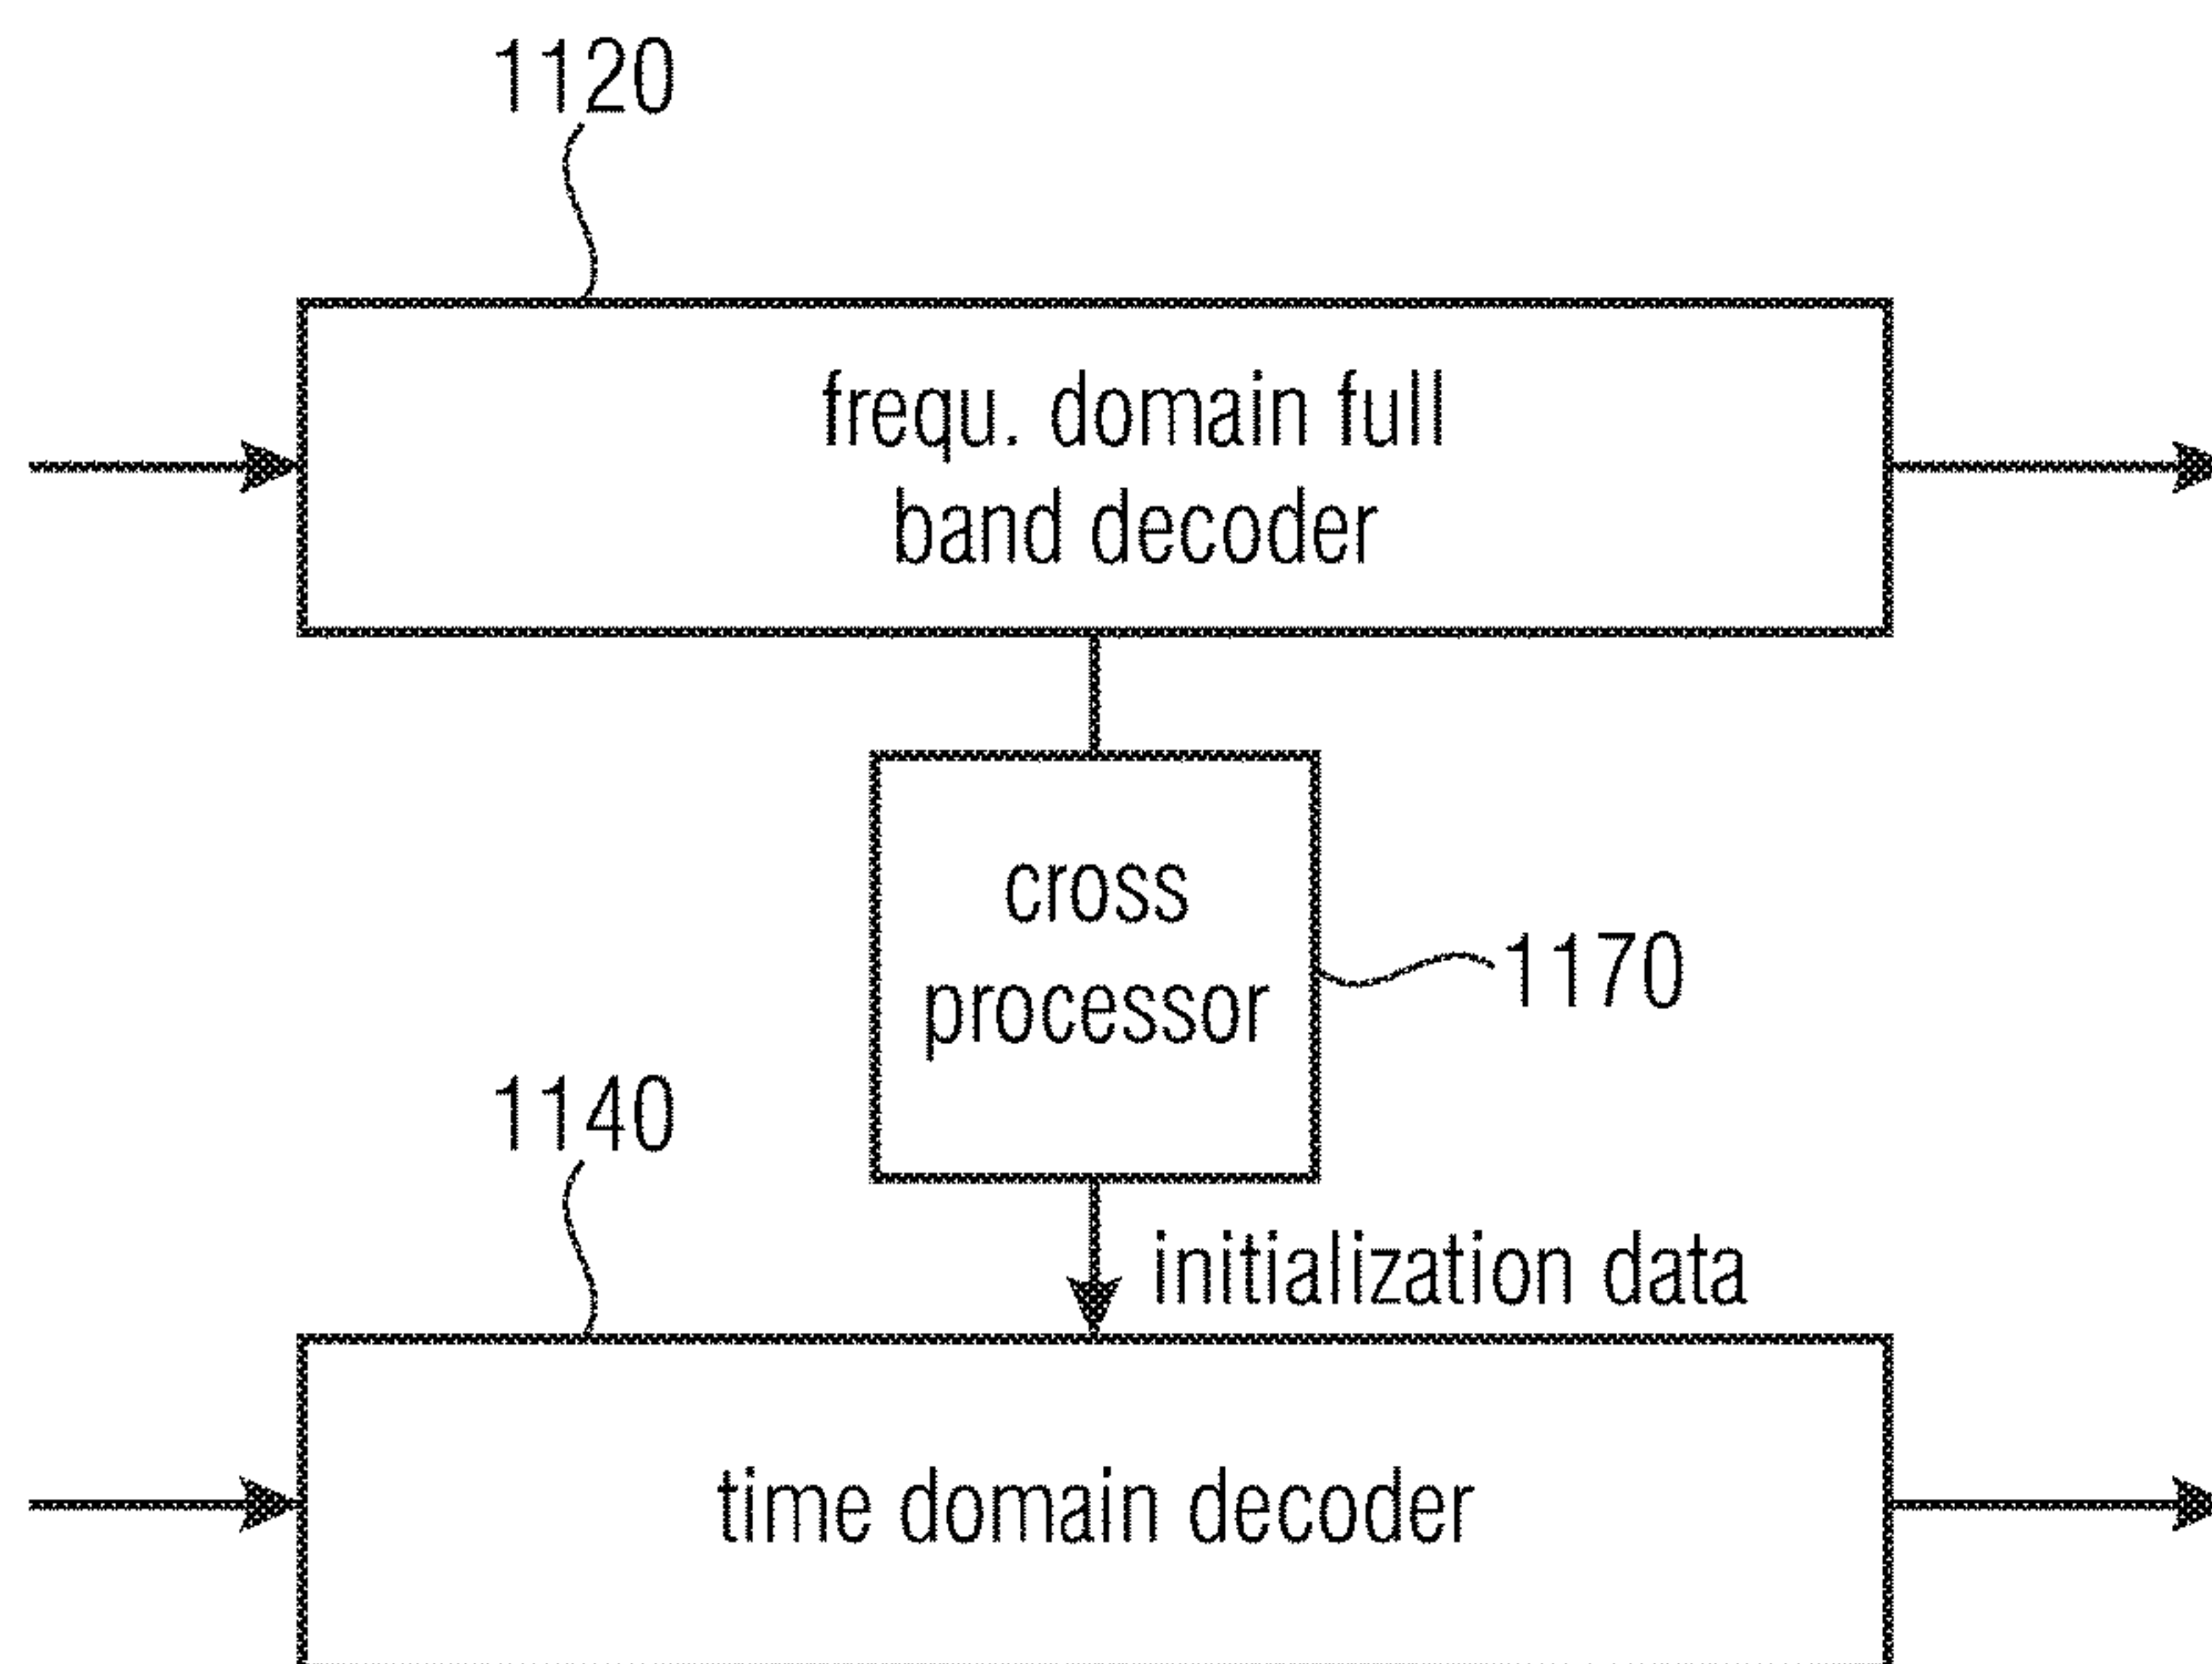 1120
frequ. domain full
band decoder
cross
processor
1170
1140
initialization data
time domain decoder